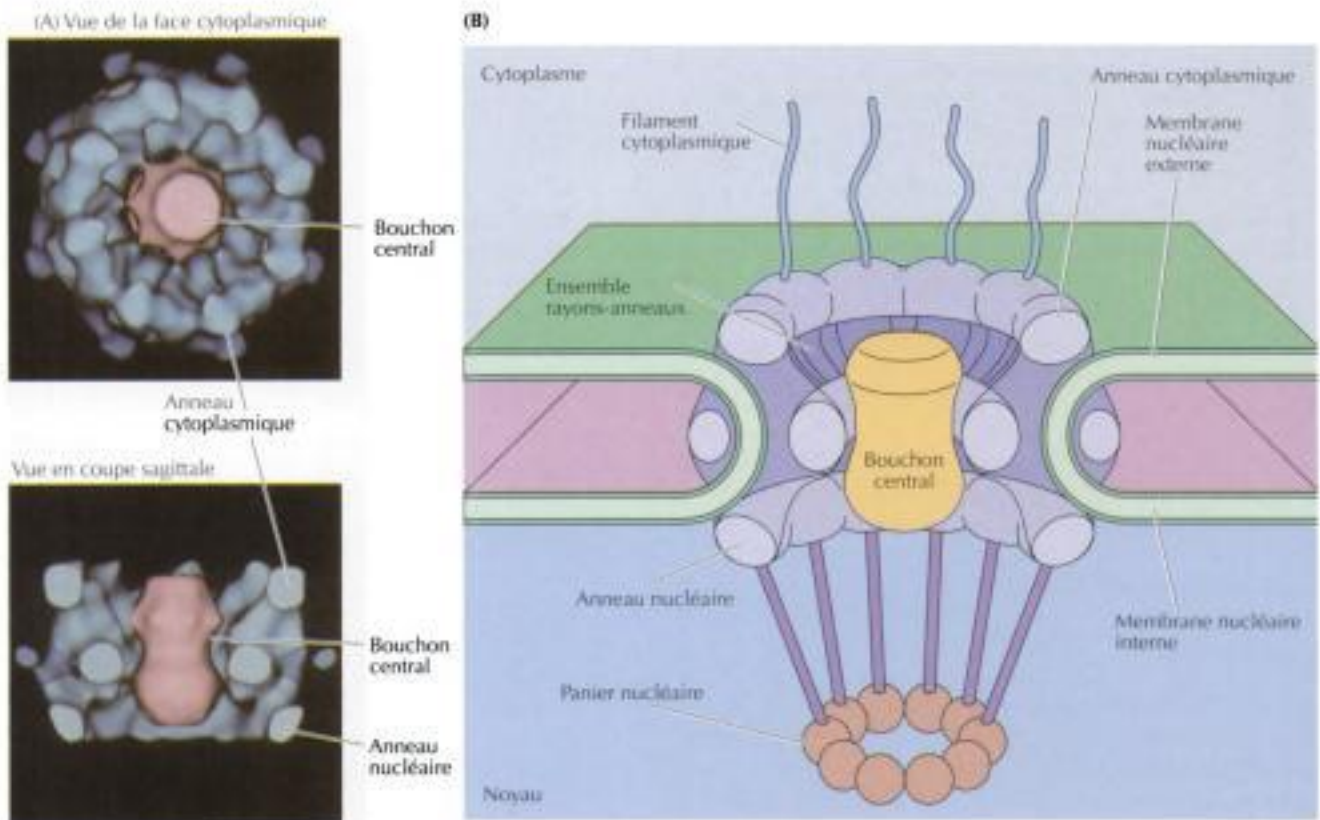 (A) Vue de la face cytoplasmique
Bouchon
central
Anneau
cytoplasmique
Vue en coupe sagittale
Bouchon
central
Anneau
nucléaire
(B)
Cytoplasme
Anneau cytoplasmique
Filament
cytoplasmique
Membrane
nucléaire
externe
Ensemble
rayons-anneaux
Bouchon
central
Anneau nucléaire
Membrane nucléaire
interne
Panier nucléaire
Noyau